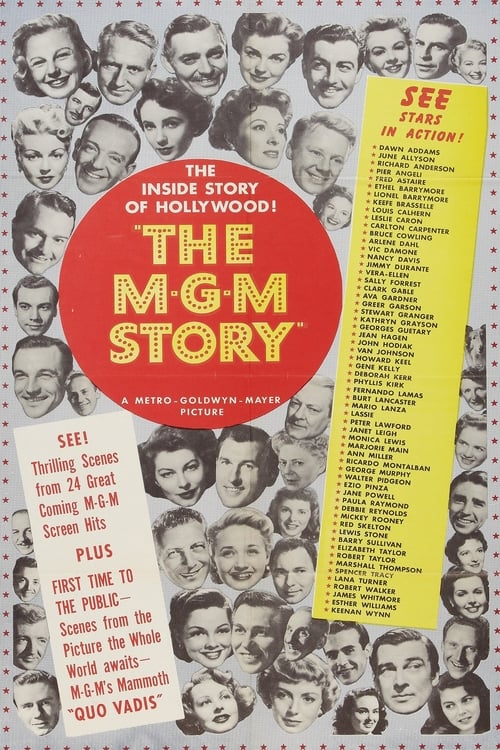 THE
INSIDE STORY
OF HOLLYWOOD!
"THE
M·G·M
STORY"
A METRO-GOLDWYN-MAYER
PICTURE
SEE
STARS
IN ACTION!
★ DAWN ADDAMS
★ JUNE ALLYSON
★ RICHARD ANDERSON
★ PIER ANGELI
★ FRED ASTAIRE
★ ETHEL BARRYMORE
★ LIONEL BARRYMORE
★ KEEFE BRASSELLE
★ LOUIS CALHERN
★ LESLIE CARON
★ CARLETON CARPENTER
★ BRUCE COWLING
★ ARLENE DAHL
★ VIC DAMONE
★ NANCY DAVIS
★ JIMMY DURANTE
★ VERA-ELLEN
★ SALLY FORREST
★ CLARK GABLE
★ AVA GARDNER
★ GREER GARSON
★ STEWART GRANGER
★ KATHRYN GRAYSON
★ GEORGES GUETARY
★ JEAN HAGEN
★ JOHN HODIAK
★ VAN JOHNSON
★ HOWARD KEEL
★ GENE KELLY
★ DEBORAH KERR
★ PHYLLIS KIRK
★ FERNANDO LAMAS
★ BURT LANCASTER
★ MARIO LANZA
★ LASSIE
★ PETER LAWFORD
★ JANET LEIGH
★ MONICA LEWIS
★ MARJORIE MAIN
★ ANN MILLER
★ RICARDO MONTALBAN
★ GEORGE MURPHY
★ WALTER PIDGEON
★ EZIO PINZA
★ JANE POWELL
★ PAULA RAYMOND
★ DEBBIE REYNOLDS
★ MICKEY ROONEY
★ RED SKELTON
★ LEWIS STONE
★ BARRY SULLIVAN
★ ELIZABETH TAYLOR
★ ROBERT TAYLOR
★ MARSHALL THOMPSON
★ SPENCER TRACY
★ LANA TURNER
★ ROBERT WALKER
★ JAMES WHITMORE
★ ESTHER WILLIAMS
★ KEENAN WYNN
SEE!
Thrilling Scenes
from 24 Great
Coming M-G-M
Screen Hits
PLUS
FIRST TIME TO
THE PUBLIC—
Scenes from the
Picture the Whole
World awaits—
M-G-M's Mammoth
"QUO VADIS"